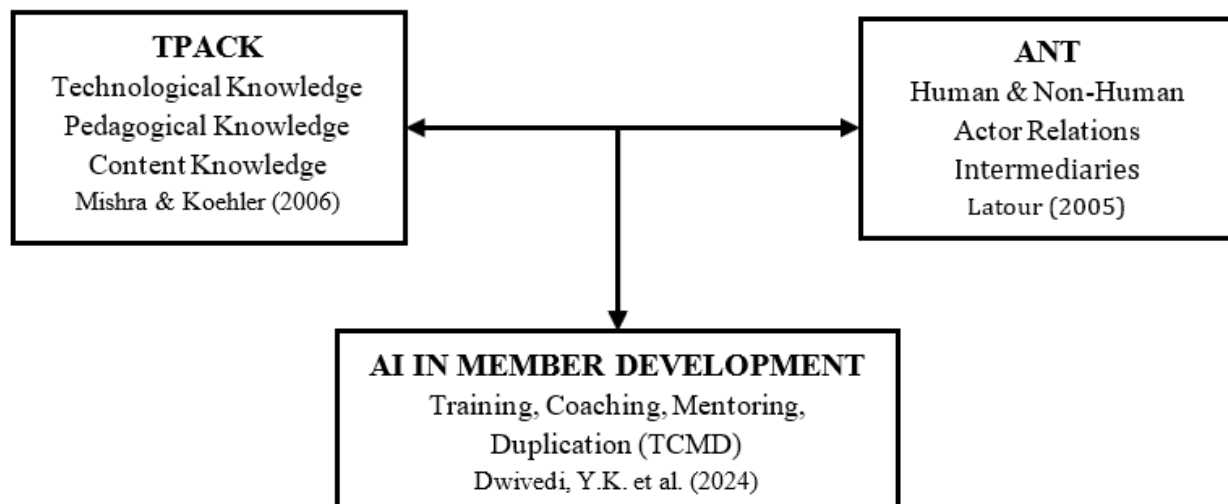 TPACK
Technological Knowledge
Pedagogical Knowledge
Content Knowledge
Mishra & Koehler (2006)
ANT
Human & Non-Human
Actor Relations
Intermediaries
Latour (2005)
AI IN MEMBER DEVELOPMENT
Training, Coaching, Mentoring,
Duplication (TCMD)
Dwivedi, Y.K. et al. (2024)